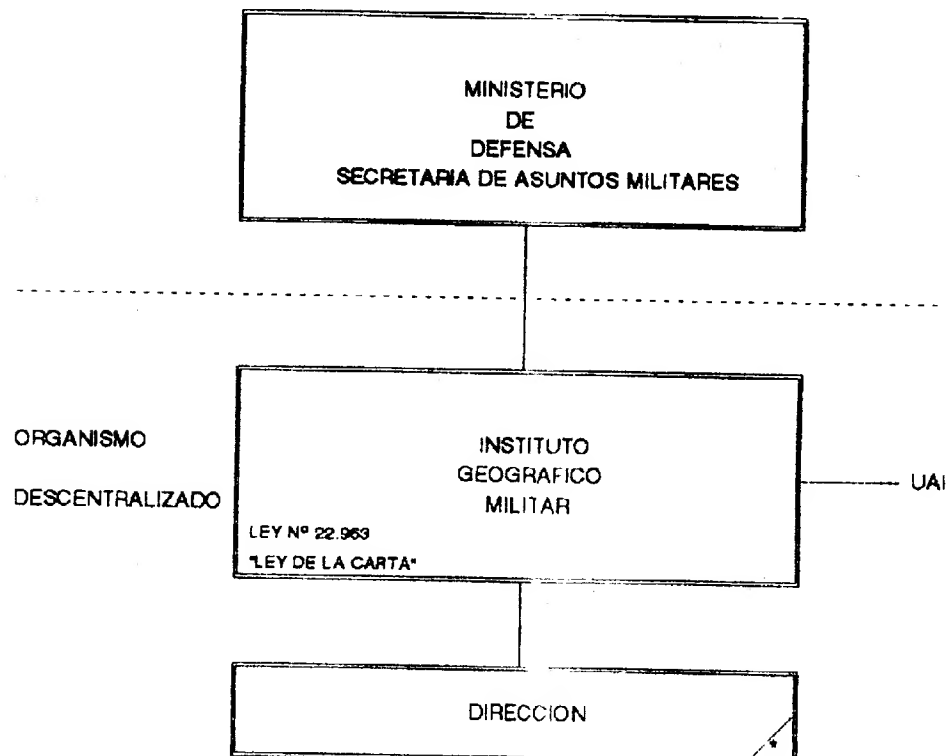 MINISTERIO
DE
DEFENSA
SECRETARIA DE ASUNTOS MILITARES
ORGANISMO
DESCENTRALIZADO
INSTITUTO
GEOGRAFICO
MILITAR
LEY Nº 22.963
"LEY DE LA CARTA"
UAI
DIRECCION
*